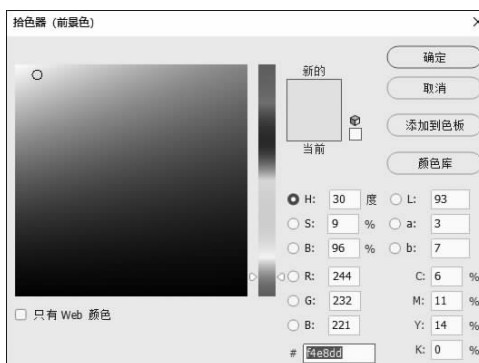 拾色器（前景色） ×
确定
新的
取消
添加到色板
当前
颜色库
H: 30 度 L: 93
S: 9 % a: 3
B: 96 % b: 7
R: 244 C: 6 %
G: 232 M: 11 %
B: 221 Y: 14 %
只有 Web 颜色
# f4e8dd K: 0 %